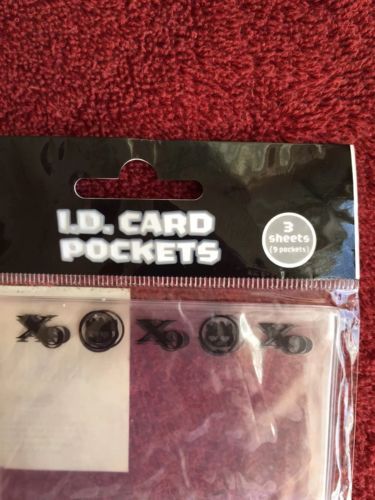 I.D. CARD
POCKETS
3
sheets
(9 pockets)